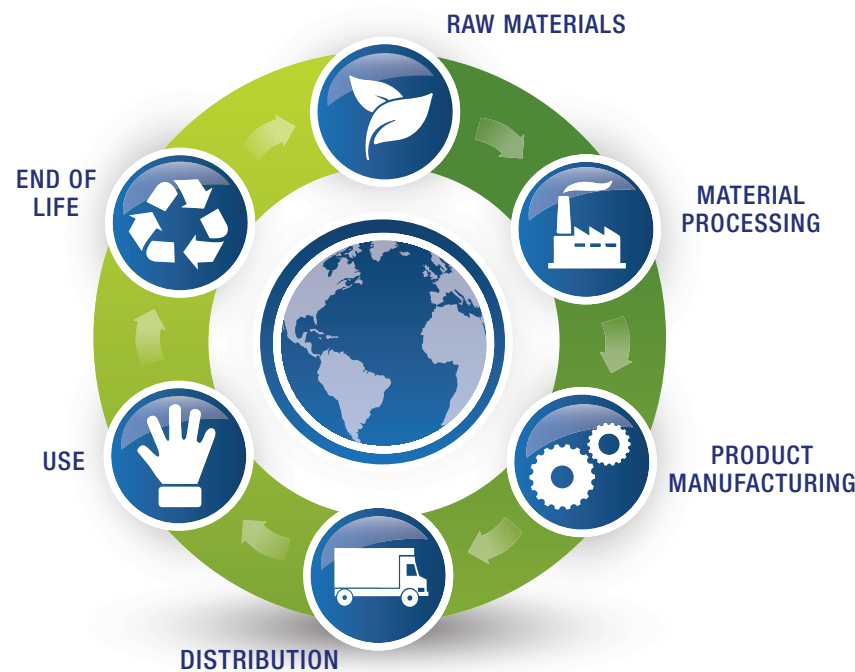 RAW MATERIALS
MATERIAL
PROCESSING
PRODUCT
MANUFACTURING
DISTRIBUTION
USE
END OF
LIFE